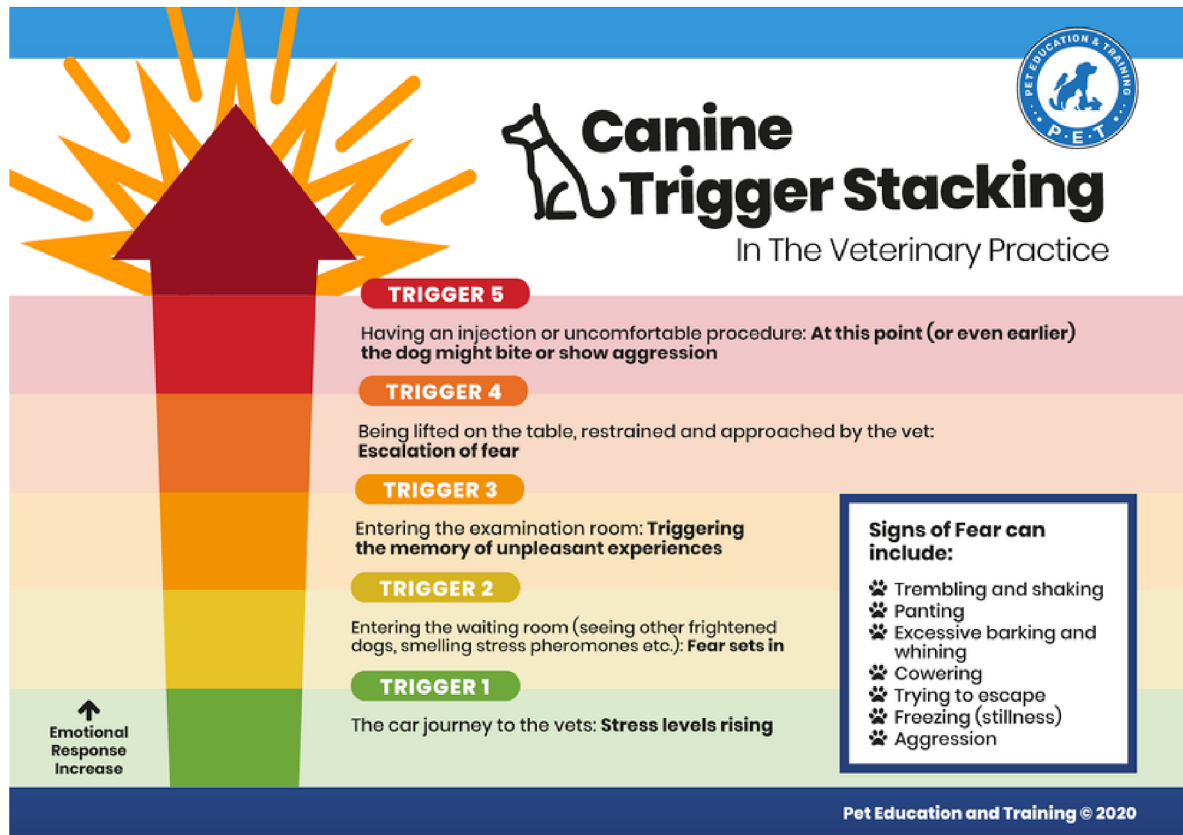 PET EDUCATION & TRAINING
P·E·T
Canine
Trigger Stacking
In The Veterinary Practice
TRIGGER 5
Having an injection or uncomfortable procedure: At this point (or even earlier)
the dog might bite or show aggression
TRIGGER 4
Being lifted on the table, restrained and approached by the vet:
Escalation of fear
TRIGGER 3
Entering the examination room: Triggering
the memory of unpleasant experiences
TRIGGER 2
Entering the waiting room (seeing other frightened
dogs, smelling stress pheromones etc.): Fear sets in
TRIGGER 1
The car journey to the vets: Stress levels rising
Emotional
Response
Increase
Signs of Fear can
include:
Trembling and shaking
Panting
Excessive barking and
whining
Cowering
Trying to escape
Freezing (stillness)
Aggression
Pet Education and Training © 2020